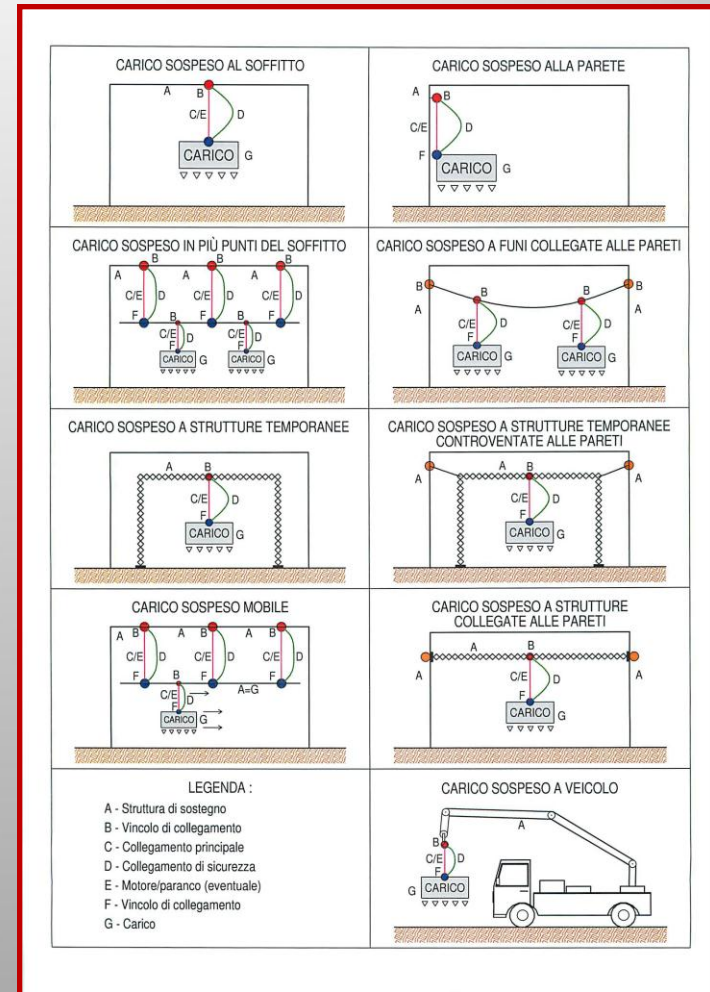 CARICO SOSPESO AL SOFFITTO
A B
C/E D
CARICO G
CARICO SOSPESO ALLA PARETE
A B
C/E D
F
CARICO G
CARICO SOSPESO IN PIÙ PUNTI DEL SOFFITTO
A B A B A B
C/E D C/E D C/E D
F B F B F
C/E D C/E D
F F
CARICO G CARICO G
CARICO SOSPESO A FUNI COLLEGATE ALLE PARETI
B B B B
A A
C/E D C/E D
F F
CARICO G CARICO G
CARICO SOSPESO A STRUTTURE TEMPORANEE
A B
C/E D
F
CARICO G
CARICO SOSPESO A STRUTTURE TEMPORANEE
CONTROVENTATE ALLE PARETI
A B
A A
C/E D
F
CARICO G
CARICO SOSPESO MOBILE
A B A B A B
C/E D C/E D C/E D
F B F F
A=G
C/E D
F
CARICO G
CARICO SOSPESO A STRUTTURE
COLLEGATE ALLE PARETI
A B
A A
C/E D
F
CARICO G
LEGENDA :
A - Struttura di sostegno
B - Vincolo di collegamento
C - Collegamento principale
D - Collegamento di sicurezza
E - Motore/paranco (eventuale)
F - Vincolo di collegamento
G - Carico
CARICO SOSPESO A VEICOLO
A
B
C/E D
F
G CARICO